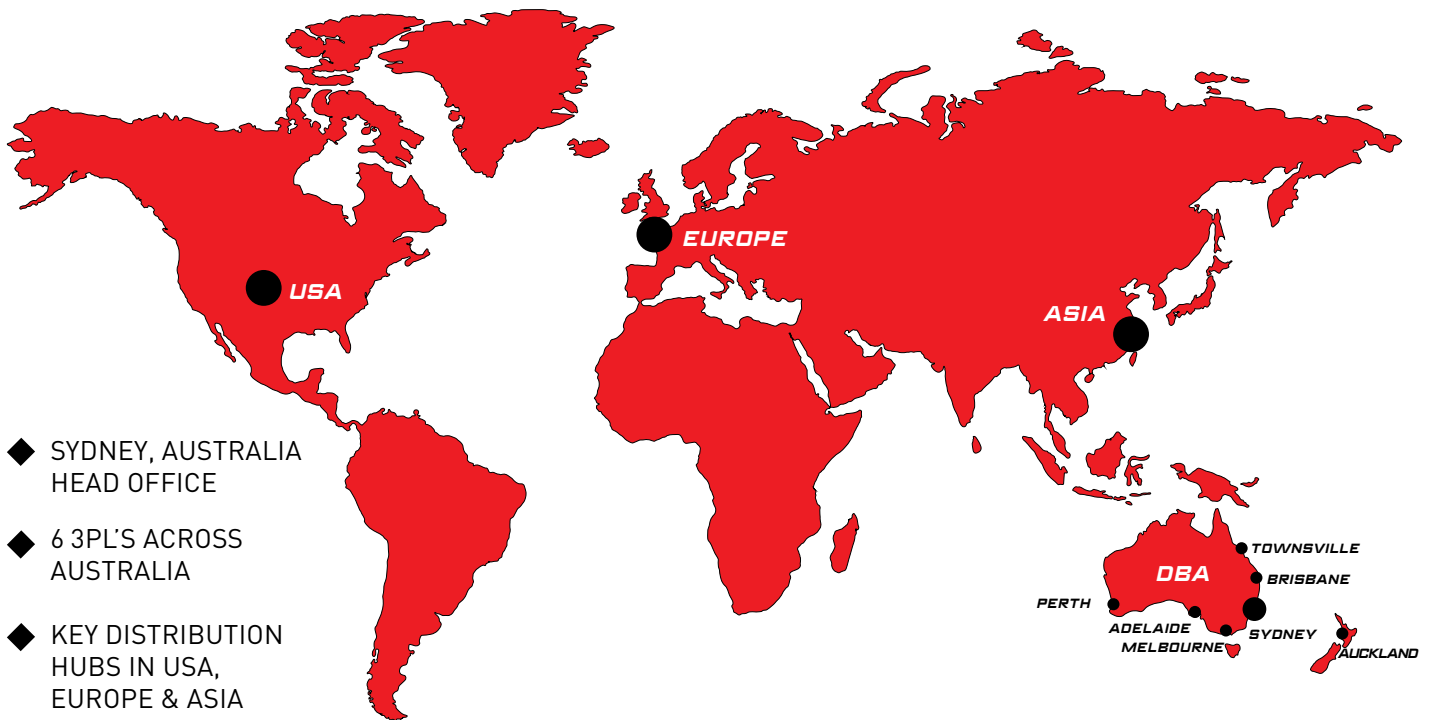 EUROPE
USA
ASIA
SYDNEY, AUSTRALIA
HEAD OFFICE
6 3PL'S ACROSS
AUSTRALIA
KEY DISTRIBUTION
HUBS IN USA,
EUROPE & ASIA
TOWNSVILLE
DBA
BRISBANE
PERTH
ADELAIDE
SYDNEY
MELBOURNE
AUCKLAND